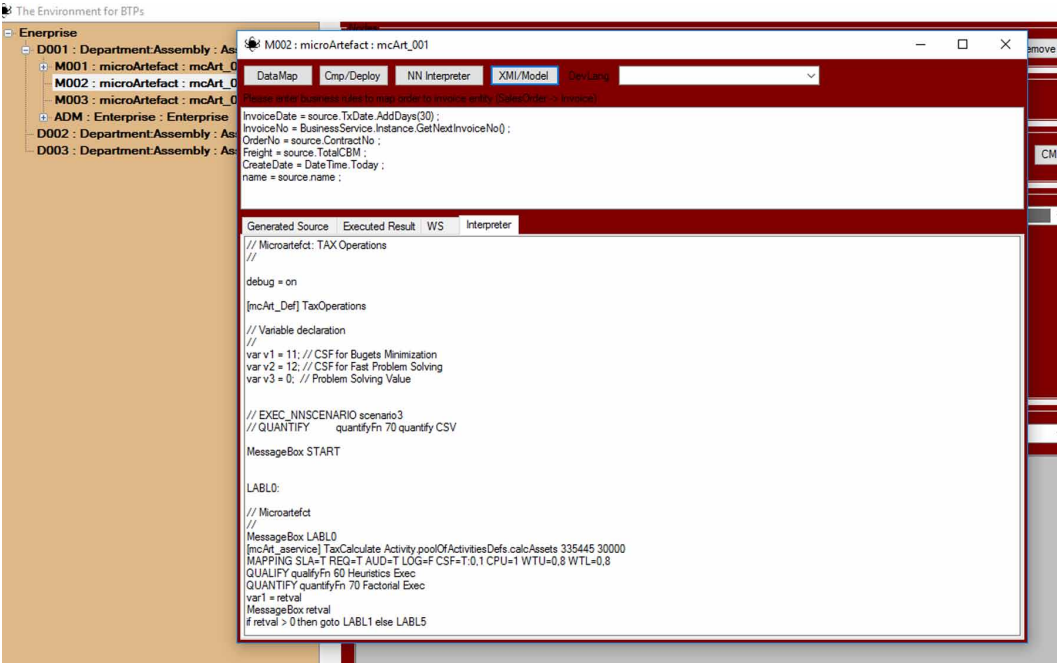 The Environment for BTPs
Enerprise
D001 : Department:Assembly : As
M001 : microArtefact : mcArt_0
M002 : microArtefact : mcArt_0
M003 : microArtefact : mcArt_0
ADM : Enterprise : Enterprise
D002 : Department:Assembly : As
D003 : Department:Assembly : As
M002 : microArtefact : mcArt_001
emove
DataMap Cmp/Deploy NN Interpreter XMI/Model DevLang
Please enter business rules to map order to invoice entity (SalesOrder -> Invoice)
CM
InvoiceDate = source.TxDate.AddDays(30) ;
InvoiceNo = BusinessService.Instance.GetNextInvoiceNo() ;
OrderNo = source.ContractNo ;
Freight = source.TotalCBM ;
CreateDate = DateTime.Today ;
name = source.name ;
Generated Source Executed Result WS Interpreter
// Microartefct: TAX Operations
//
debug = on
[mcArt_Def] TaxOperations
// Variable declaration
//
var v1 = 11; // CSF for Bugets Minimization
var v2 = 12; // CSF for Fast Problem Solving
var v3 = 0; // Problem Solving Value
// EXEC_NNSCENARIO scenario3
// QUANTIFY quantifyFn 70 quantify CSV
MessageBox START
LABL0:
// Microartefct
//
MessageBox LABL0
[mcArt_aservice] TaxCalculate Activity.poolOfActivitiesDefs.calcAssets 335445 30000
MAPPING SLA=T REQ=T AUD=T LOG=F CSF=T:0,1 CPU=1 WTU=0,8 WTL=0,8
QUALIFY qualifyFn 60 Heuristics Exec
QUANTIFY quantifyFn 70 Factorial Exec
var1 = retval
MessageBox retval
if retval > 0 then goto LABL1 else LABL5